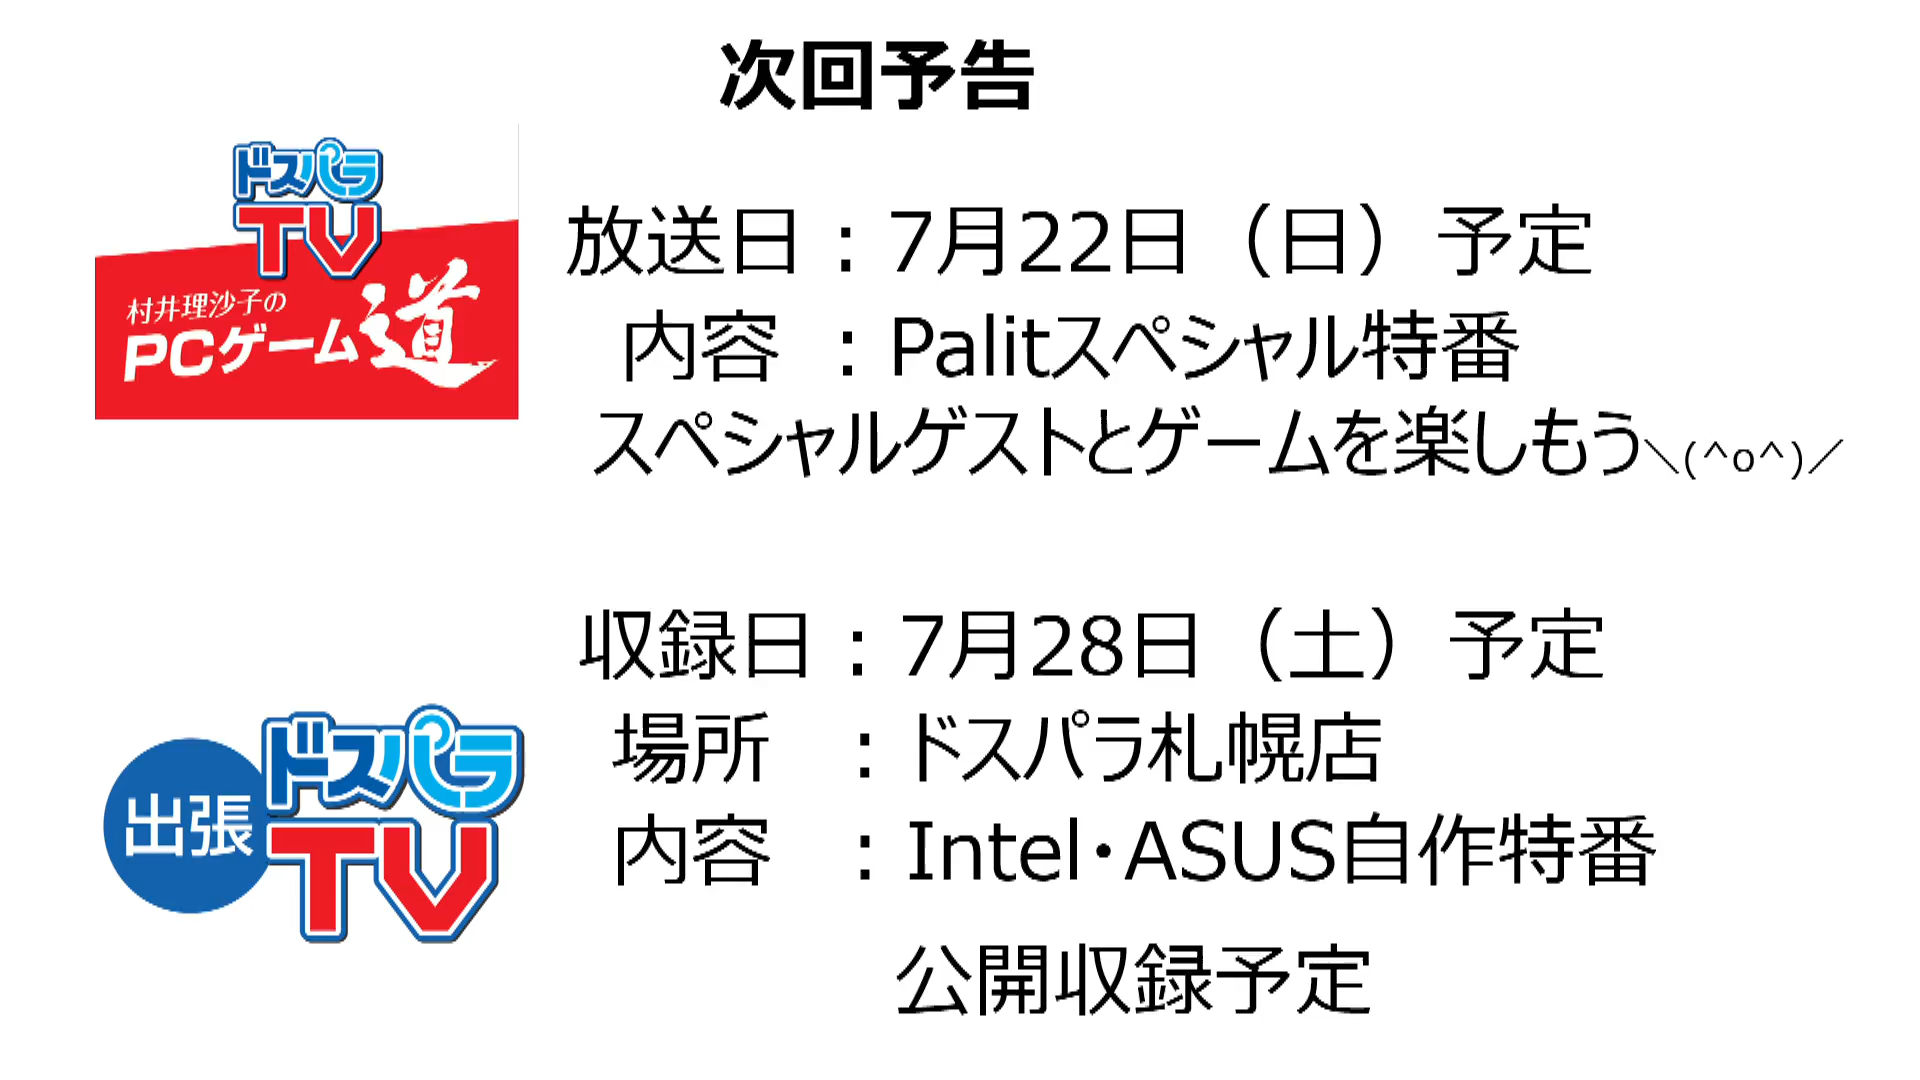 次回予告
ドスパラ
TV
村井理沙子の
PCゲーム道
放送日：7月22日（日）予定
内容　：Palitスペシャル特番
スペシャルゲストとゲームを楽しもう＼(^o^)／
収録日：7月28日（土）予定
場所　：ドスパラ札幌店
内容　：Intel・ASUS自作特番
公開収録予定
出張
ドスパラ
TV